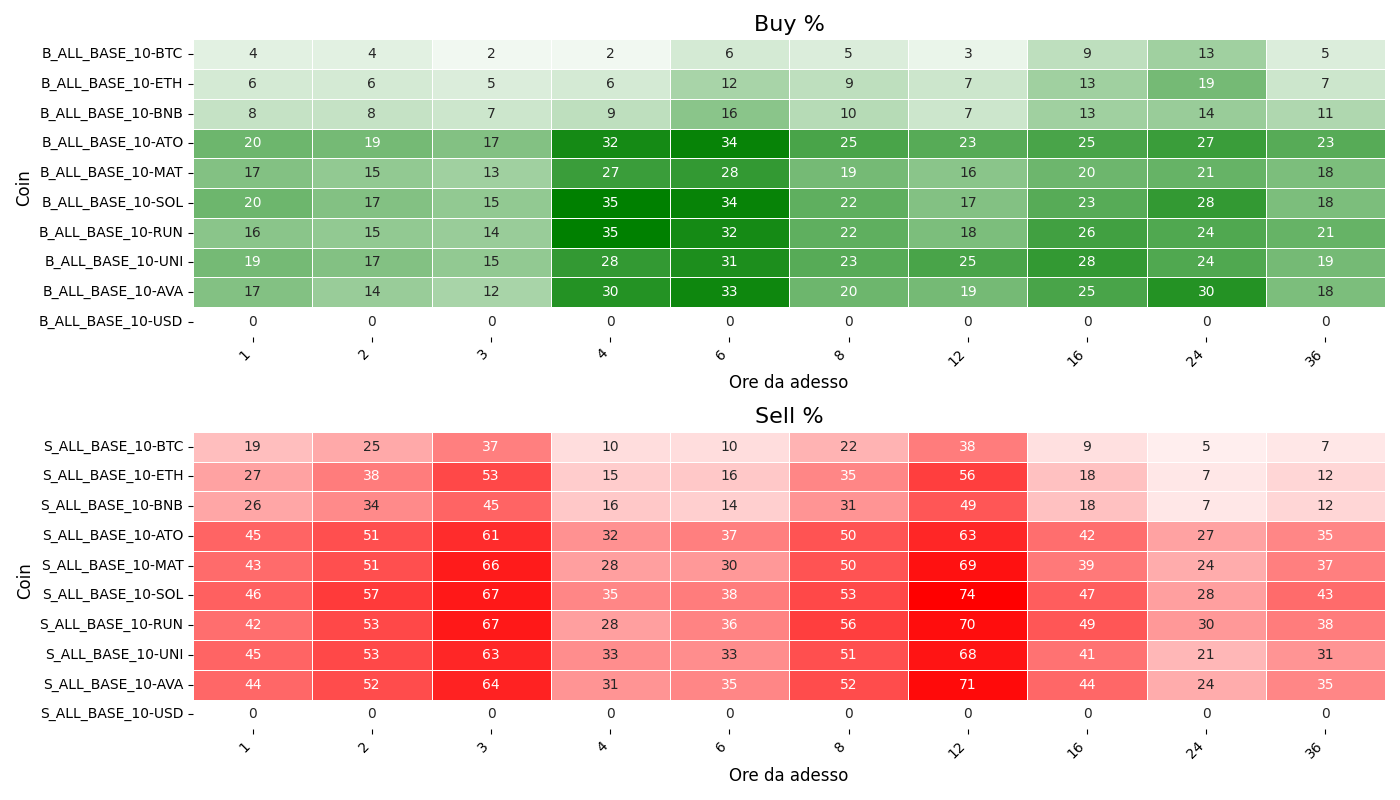 Buy %
Coin
B_ALL_BASE_10-BTC 4 4 2 2 6 5 3 9 13 5
B_ALL_BASE_10-ETH 6 6 5 6 12 9 7 13 19 7
B_ALL_BASE_10-BNB 8 8 7 9 16 10 7 13 14 11
B_ALL_BASE_10-ATO 20 19 17 32 34 25 23 25 27 23
B_ALL_BASE_10-MAT 17 15 13 27 28 19 16 20 21 18
B_ALL_BASE_10-SOL 20 17 15 35 34 22 17 23 28 18
B_ALL_BASE_10-RUN 16 15 14 35 32 22 18 26 24 21
B_ALL_BASE_10-UNI 19 17 15 28 31 23 25 28 24 19
B_ALL_BASE_10-AVA 17 14 12 30 33 20 19 25 30 18
B_ALL_BASE_10-USD 0 0 0 0 0 0 0 0 0 0
1 2 3 4 6 8 12 16 24 36
Ore da adesso
Sell %
Coin
S_ALL_BASE_10-BTC 19 25 37 10 10 22 38 9 5 7
S_ALL_BASE_10-ETH 27 38 53 15 16 35 56 18 7 12
S_ALL_BASE_10-BNB 26 34 45 16 14 31 49 18 7 12
S_ALL_BASE_10-ATO 45 51 61 32 37 50 63 42 27 35
S_ALL_BASE_10-MAT 43 51 66 28 30 50 69 39 24 37
S_ALL_BASE_10-SOL 46 57 67 35 38 53 74 47 28 43
S_ALL_BASE_10-RUN 42 53 67 28 36 56 70 49 30 38
S_ALL_BASE_10-UNI 45 53 63 33 33 51 68 41 21 31
S_ALL_BASE_10-AVA 44 52 64 31 35 52 71 44 24 35
S_ALL_BASE_10-USD 0 0 0 0 0 0 0 0 0 0
1 2 3 4 6 8 12 16 24 36
Ore da adesso